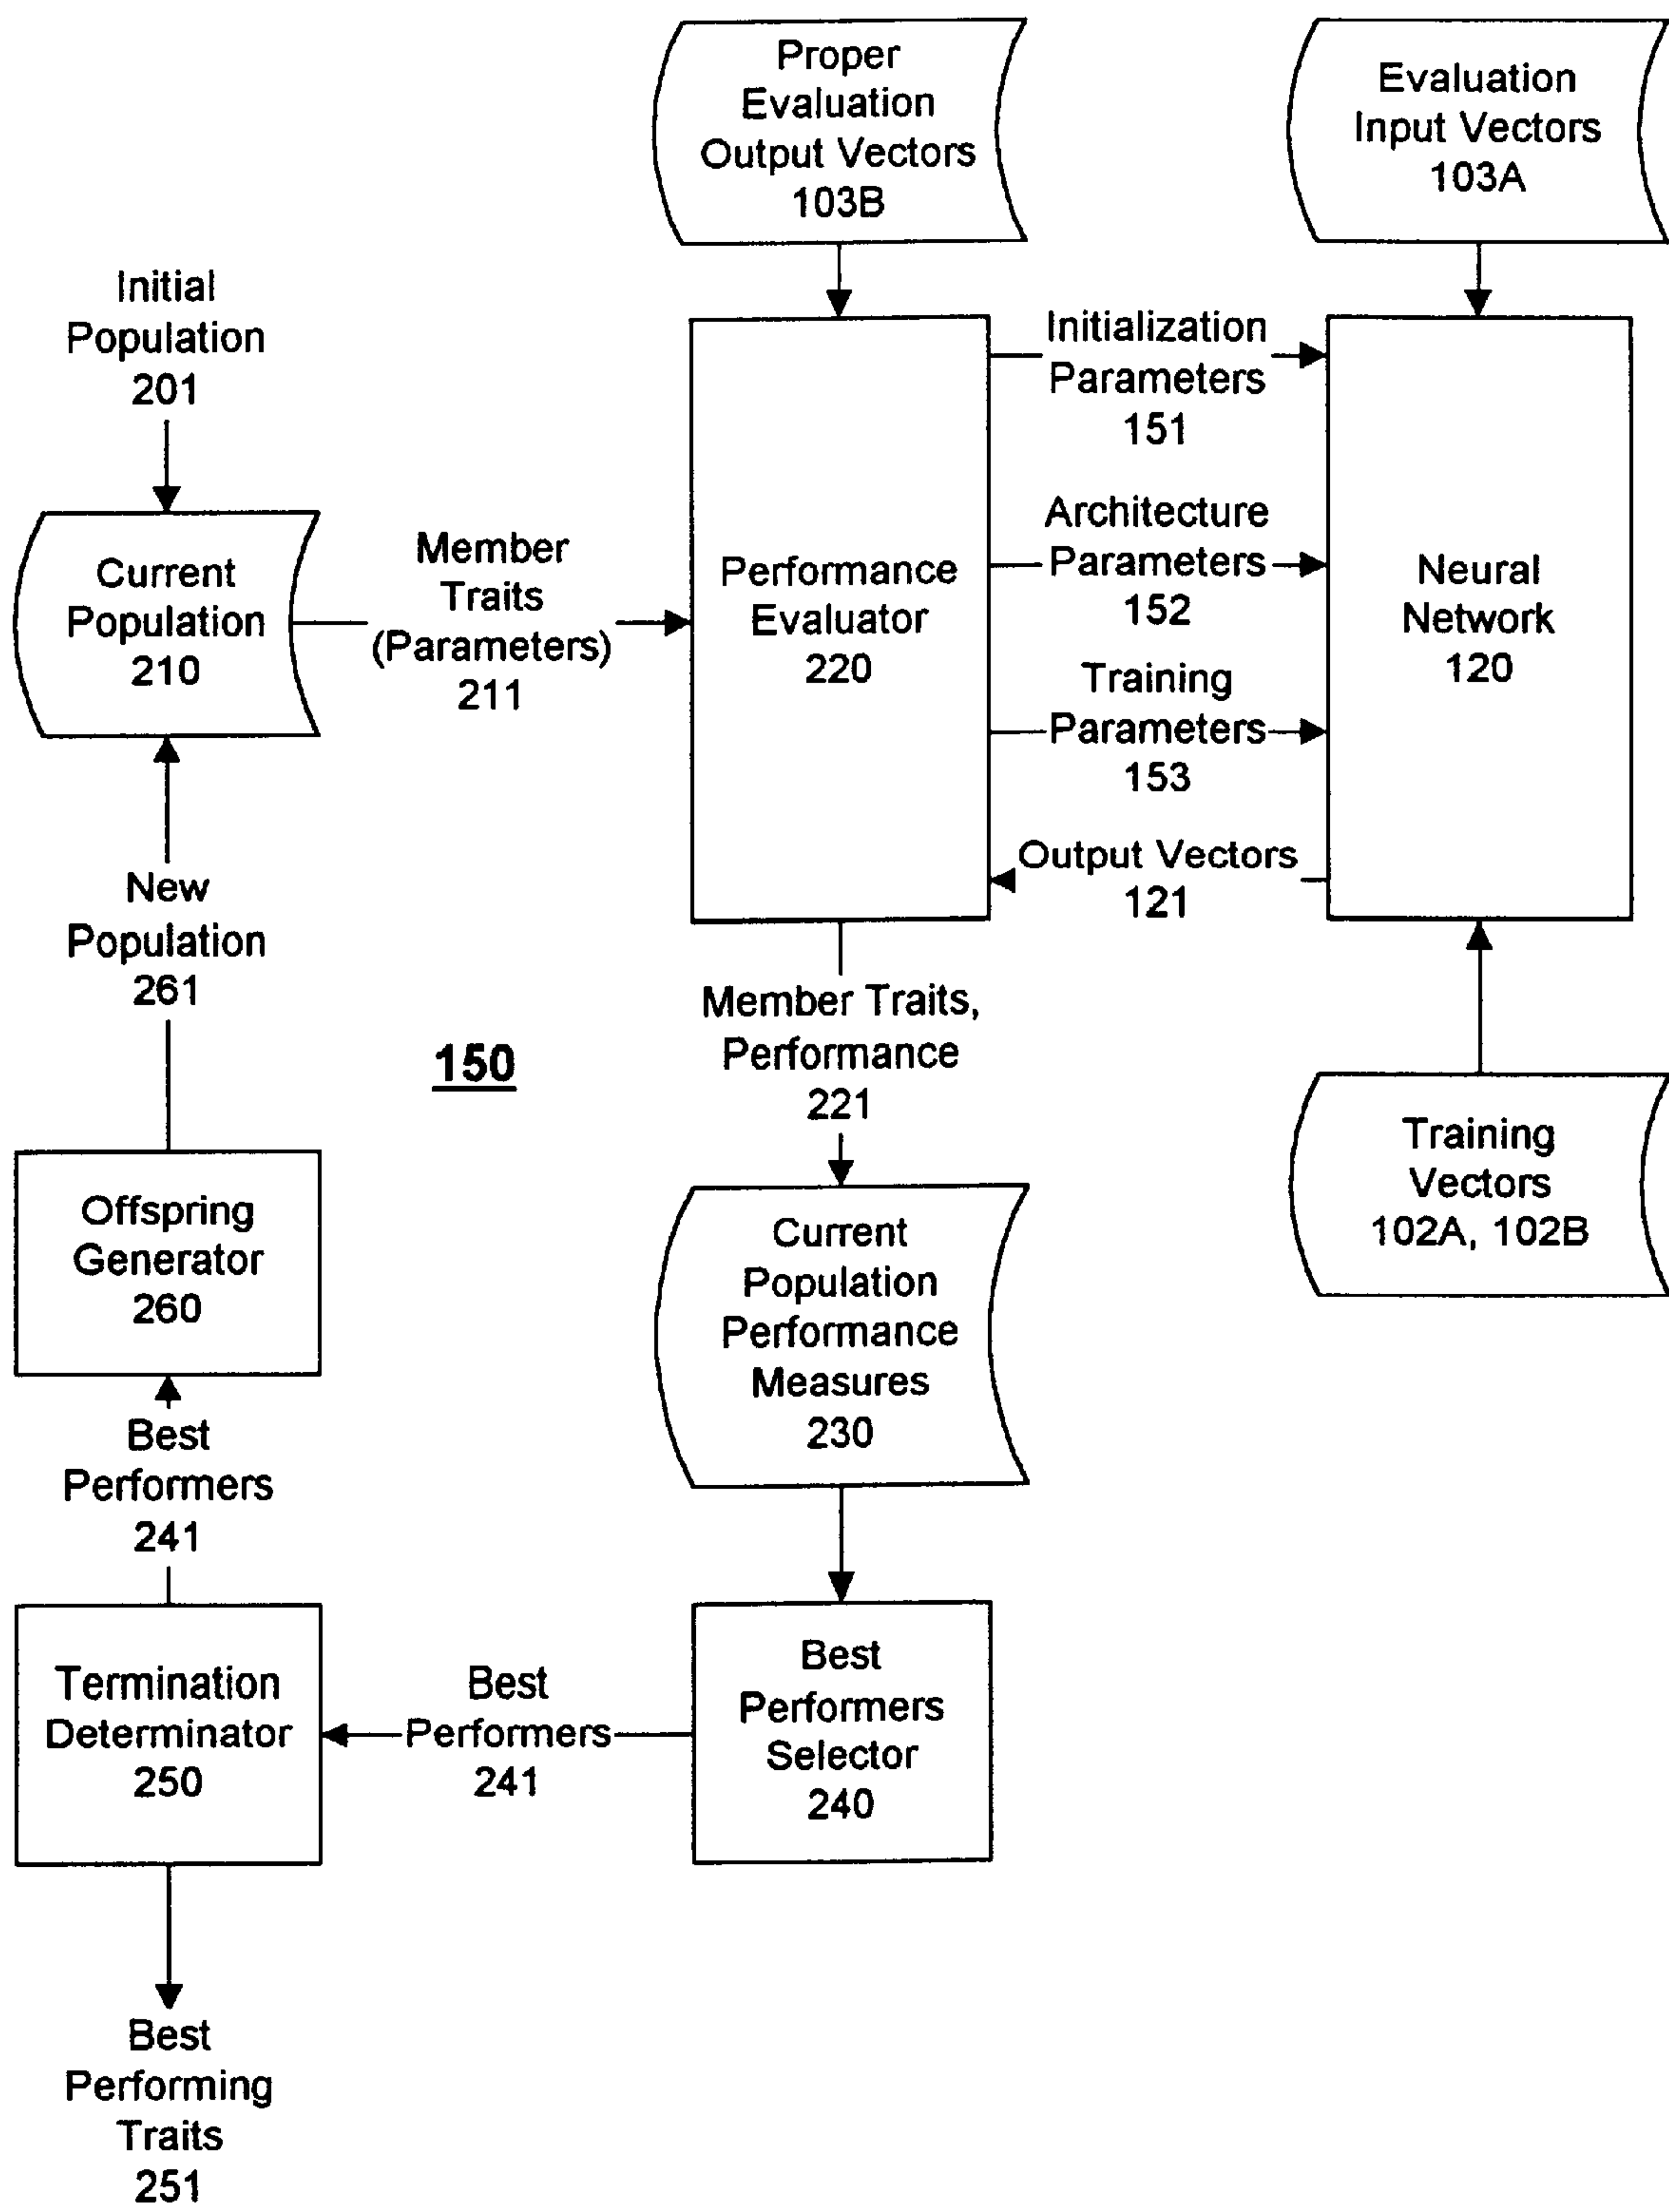 Proper
Evaluation
Output Vectors
103B
Evaluation
Input Vectors
103A
Initial
Population
201
Initialization
Parameters
151
Current
Population
210
Member
Traits
(Parameters)
211
Performance
Evaluator
220
Architecture
Parameters
152
Neural
Network
120
Training
Parameters
153
Output Vectors
121
New
Population
261
150
Member Traits,
Performance
221
Training
Vectors
102A, 102B
Offspring
Generator
260
Current
Population
Performance
Measures
230
Best
Performers
241
Termination
Determinator
250
Best
Performers
241
Best
Performers
Selector
240
Best
Performing
Traits
251